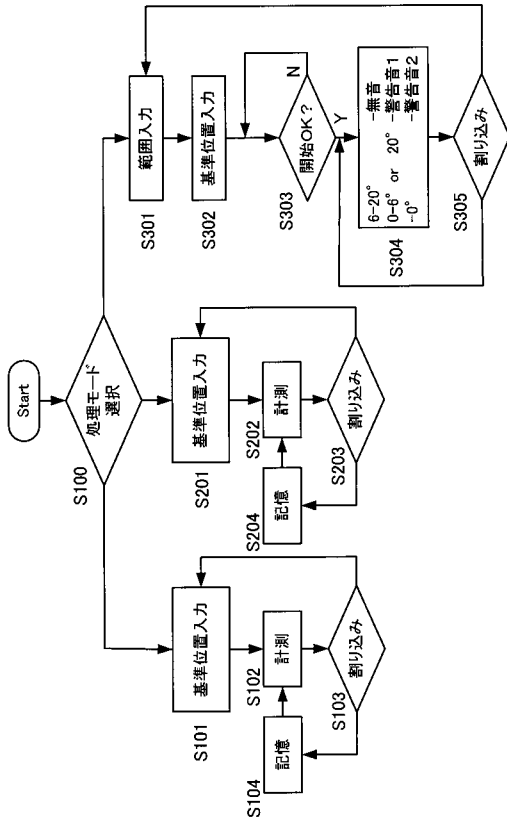 Start
処理モード
選択
S100
基準位置入力
S101
計測
S102
割り込み
S103
記憶
S104
基準位置入力
S201
計測
S202
割り込み
S203
記憶
S204
範囲入力
S301
基準位置入力
S302
開始OK?
S303
N
Y
6-20° -無音
0-6° or 20° -警告音1
-0° -警告音2
S304
割り込み
S305